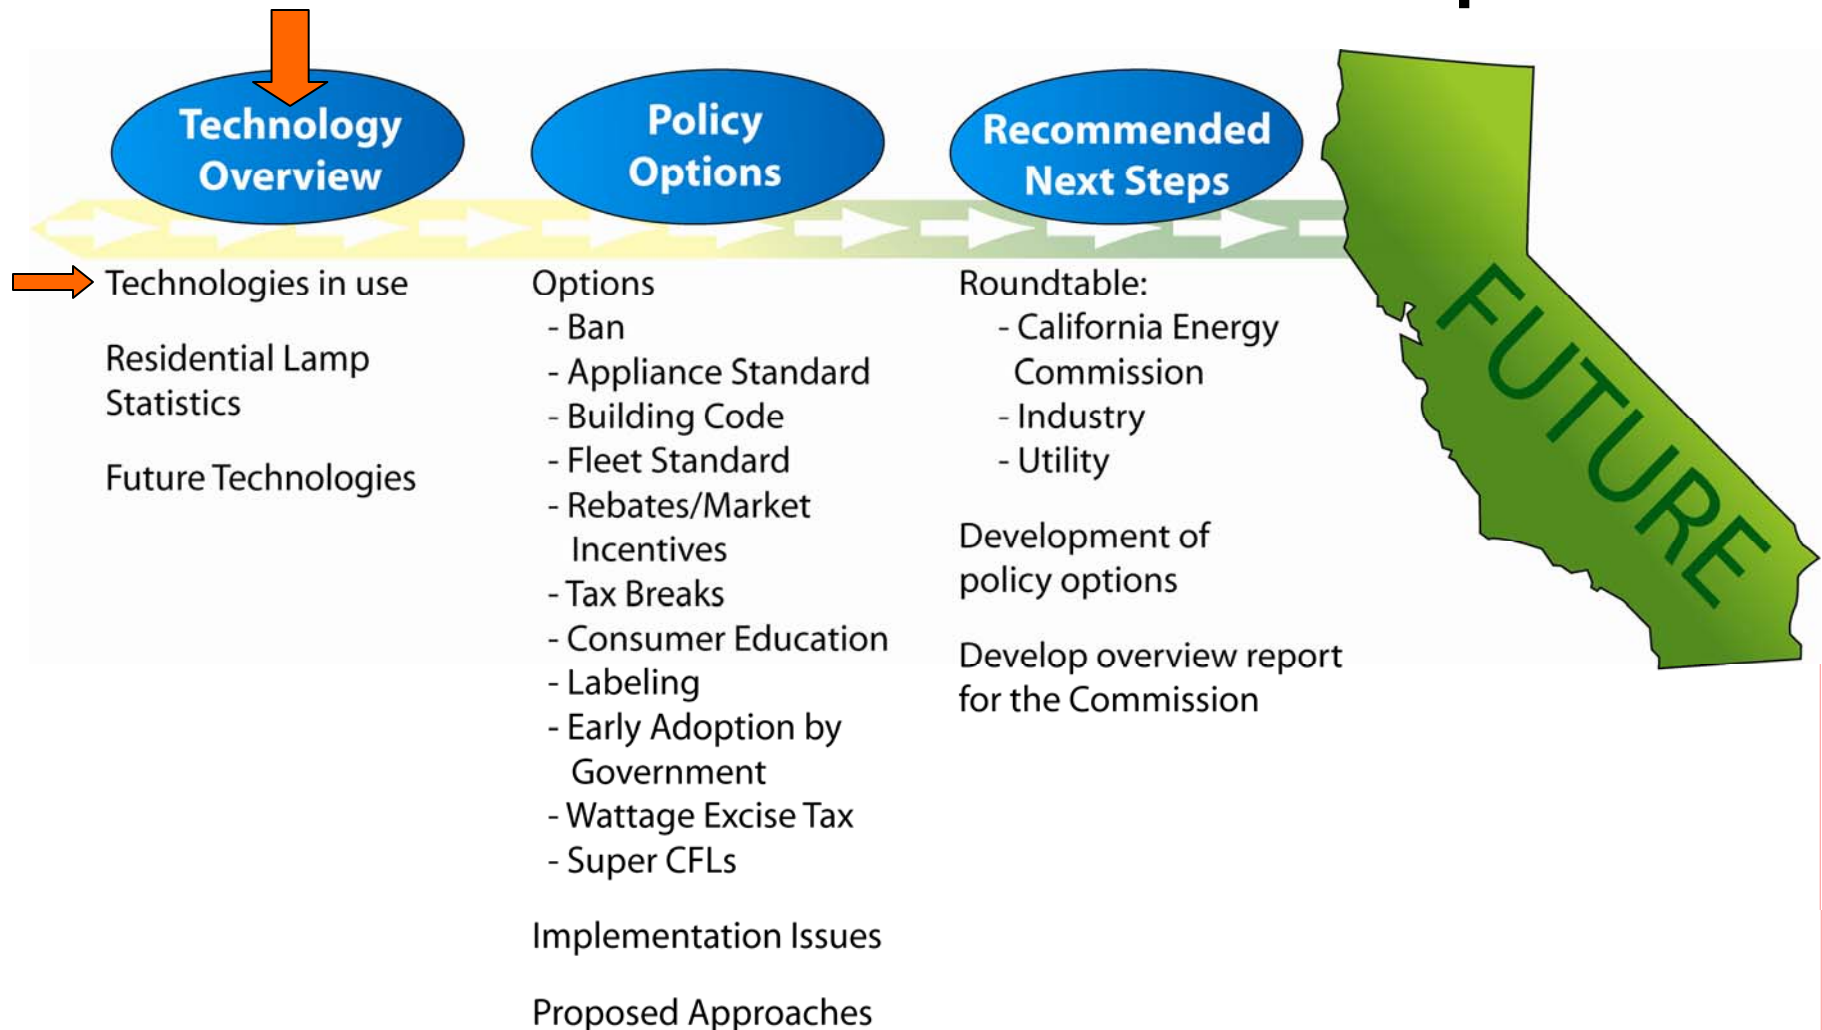 Technology
Overview
Policy
Options
Recommended
Next Steps
Technologies in use
Residential Lamp
Statistics
Future Technologies
Options
- Ban
- Appliance Standard
- Building Code
- Fleet Standard
- Rebates/Market
Incentives
- Tax Breaks
- Consumer Education
- Labeling
- Early Adoption by
Government
- Wattage Excise Tax
- Super CFLs
Implementation Issues
Proposed Approaches
Roundtable:
- California Energy
Commission
- Industry
- Utility
Development of
policy options
Develop overview report
for the Commission
FUTURE